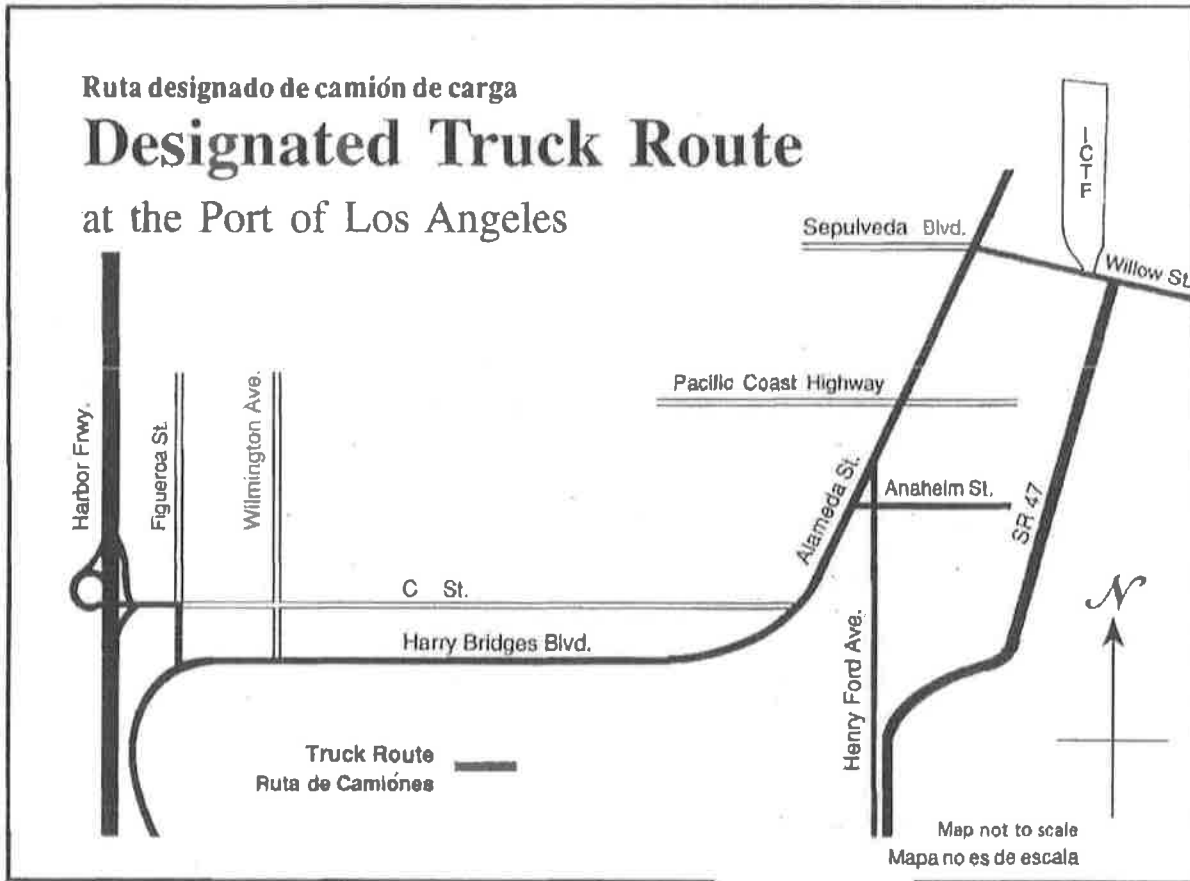 Ruta designado de camión de carga
Designated Truck Route
at the Port of Los Angeles
ICTF
Sepulveda Blvd.
Willow St.
Pacific Coast Highway
Harbor Frwy.
Figueroa St.
Wilmington Ave.
Alameda St.
Anaheim St.
SR 47
C St.
Harry Bridges Blvd.
Henry Ford Ave.
N
Truck Route
Ruta de Camiónes
Map not to scale
Mapa no es de escala